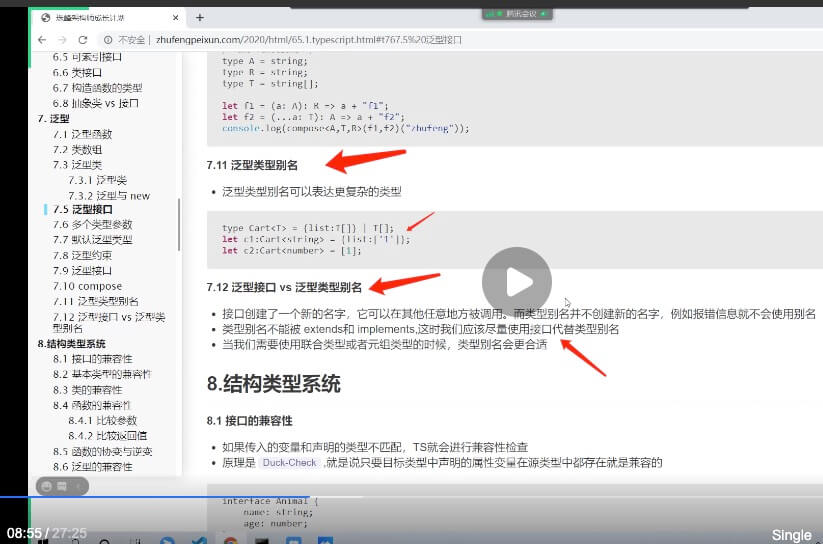 珠峰架构师成长计划
腾讯会议
不安全 | zhufengpeixun.com/2020/html/65.1.typescript.html#t767.5%20泛型接口
6.5 可索引接口
6.6 类接口
6.7 构造函数的类型
6.8 抽象类 vs 接口
7. 泛型
7.1 泛型函数
7.2 类数组
7.3 泛型类
7.3.1 泛型类
7.3.2 泛型与 new
7.5 泛型接口
7.6 多个类型参数
7.7 默认泛型类型
7.8 泛型约束
7.9 泛型接口
7.10 compose
7.11 泛型类型别名
7.12 泛型接口 vs 泛型类
型别名
8.结构类型系统
8.1 接口的兼容性
8.2 基本类型的兼容性
8.3 类的兼容性
8.4 函数的兼容性
8.4.1 比较参数
8.4.2 比较返回值
8.5 函数的协变与逆变
8.6 泛型的兼容性
type A = string;
type R = string;
type T = string[];
let f1 = (a: A): R => a + "f1";
let f2 = (...a: T): A => a + "f2";
console.log(compose<A,T,R>(f1,f2)("zhufeng"));
7.11 泛型类型别名
泛型类型别名可以表达更复杂的类型
type Cart<T> = {list:T[]} | T[];
let c1:Cart<string> = {list:['1']};
let c2:Cart<number> = [1];
7.12 泛型接口 vs 泛型类型别名
接口创建了一个新的名字，它可以在其他任意地方被调用。而类型别名并不创建新的名字，例如报错信息就不会使用别名
类型别名不能被 extends和 implements,这时我们应该尽量使用接口代替类型别名
当我们需要使用联合类型或者元组类型的时候，类型别名会更合适
8.结构类型系统
8.1 接口的兼容性
如果传入的变量和声明的类型不匹配，TS就会进行兼容性检查
原理是 Duck-Check ,就是说只要目标类型中声明的属性变量在源类型中都存在就是兼容的
interface Animal {
name: string;
age: number;
08:55 / 27:25
Single